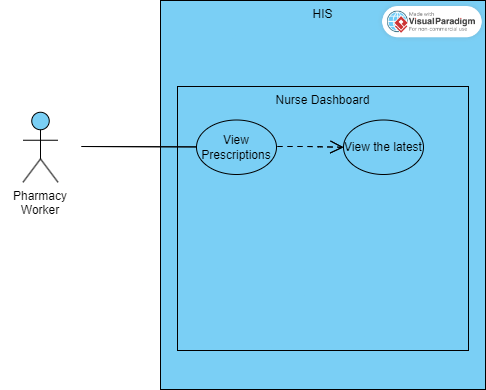 HIS
Made with
Visual Paradigm
For non-commercial use
Nurse Dashboard
View
Prescriptions
View the latest
Pharmacy
Worker